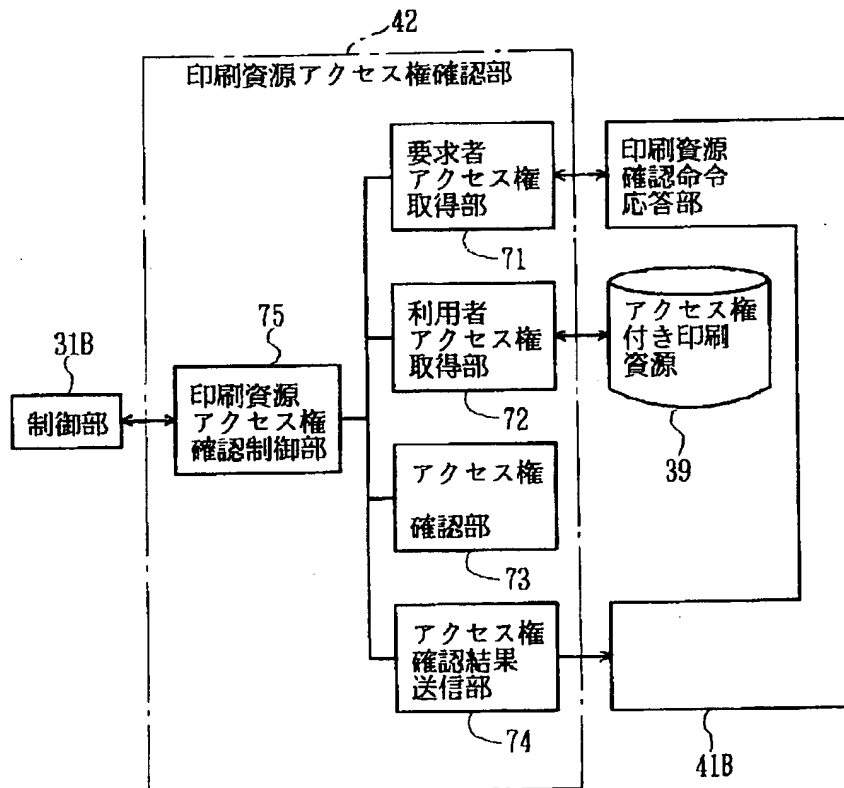 42
印刷資源アクセス権確認部
要求者
アクセス権
取得部
71
印刷資源
確認命令
応答部
利用者
アクセス権
取得部
72
アクセス権
付き印刷
資源
39
31B
制御部
75
印刷資源
アクセス権
確認制御部
アクセス権
確認部
73
アクセス権
確認結果
送信部
74
41B